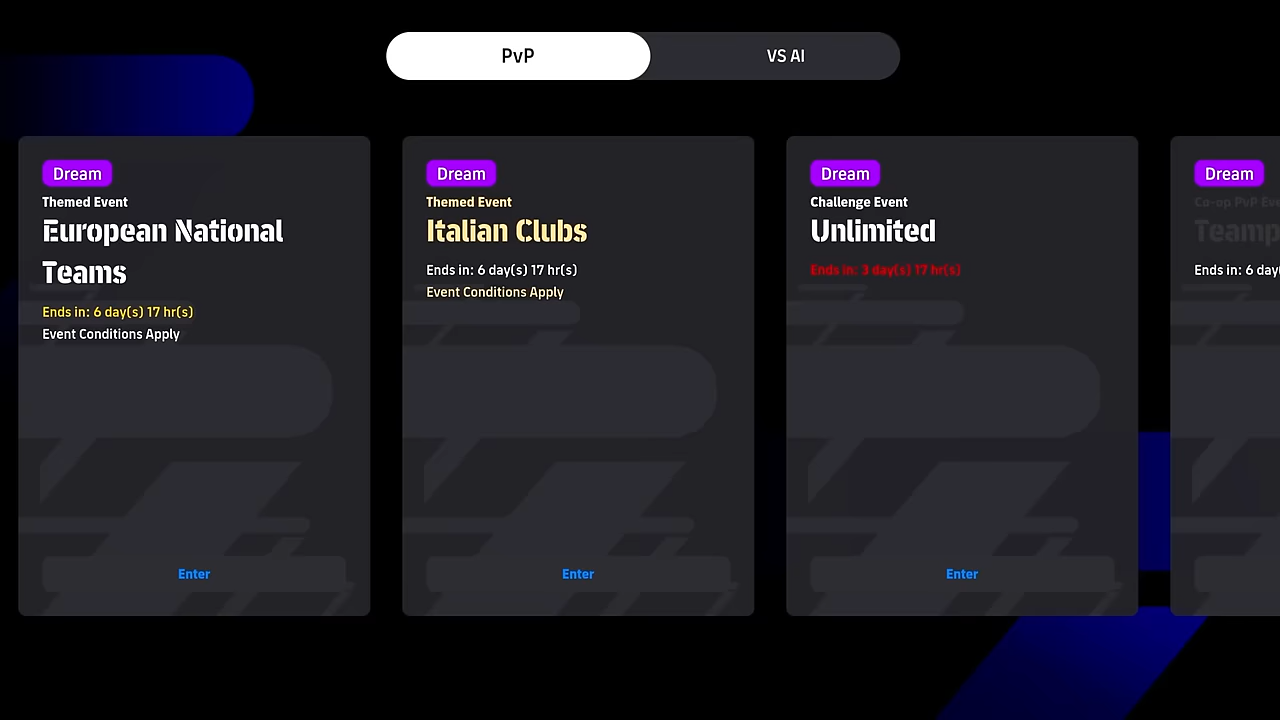 PvP
VS AI
Dream
Themed Event
European National
Teams
Ends in: 6 day(s) 17 hr(s)
Event Conditions Apply
Enter
Dream
Themed Event
Italian Clubs
Ends in: 6 day(s) 17 hr(s)
Event Conditions Apply
Enter
Dream
Challenge Event
Unlimited
Ends in: 3 day(s) 17 hr(s)
Enter
Dream
Co-op PvP
Ends in: 6